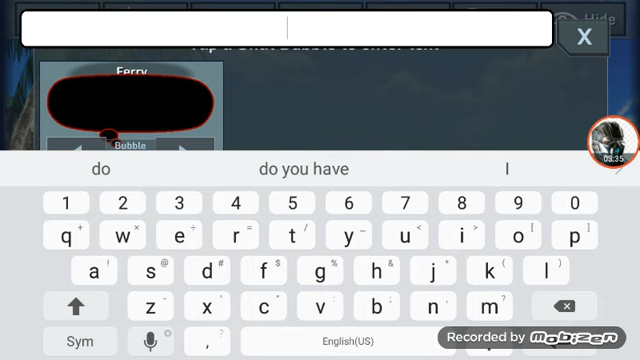 Hide
X
Tap a Chat Bubble to enter text
Ferry
Bubble
05:35
do do you have I
1 2 3 4 5 6 7 8 9 0
q + w × e ÷ r = t / y _ u < i > o [ p ]
a ! s @ d # f $ g % h & j * k ( l )
z - x ' c " v : b ; n , m ?
Sym , ? English(US)
Recorded by MOBIZEN